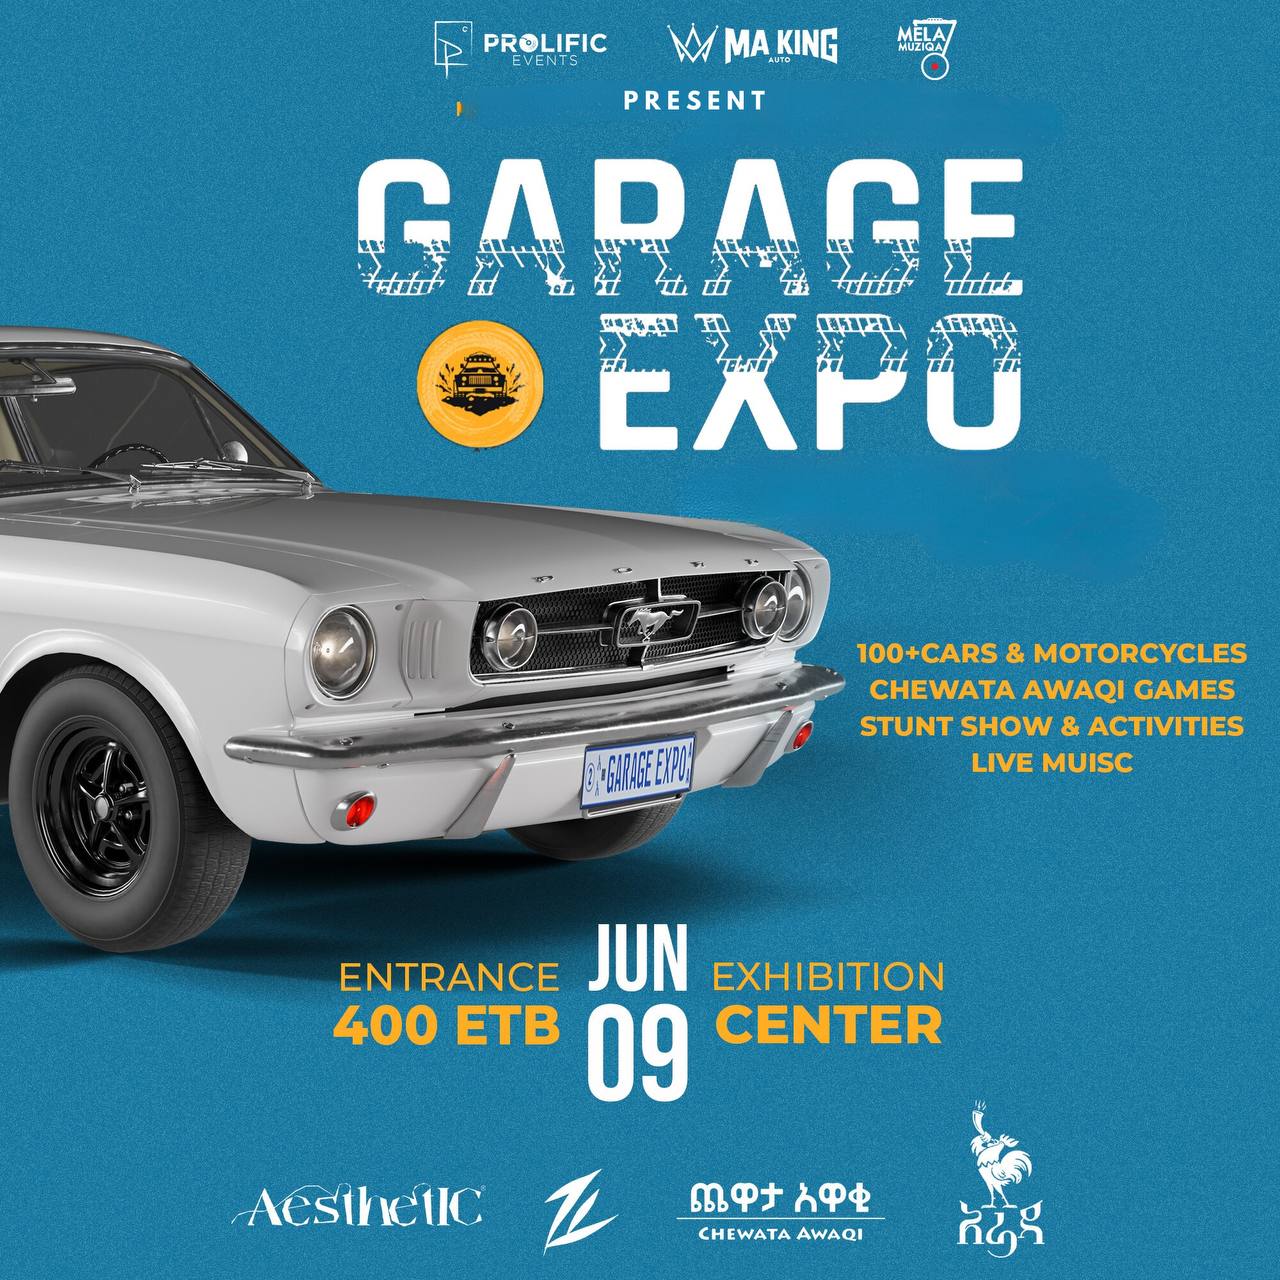 PROLIFIC
EVENTS
MA KING
AUTO
MELA
MUZIQA
PRESENT
GARAGE
EXPO
100+CARS & MOTORCYCLES
CHEWATA AWAQI GAMES
STUNT SHOW & ACTIVITIES
LIVE MUISC
GARAGE EXPO
ENTRANCE
400 ETB
JUN
09
EXHIBITION
CENTER
Aesthetic
ጨዋታ አዋቂ
CHEWATA AWAQI
አራዳ